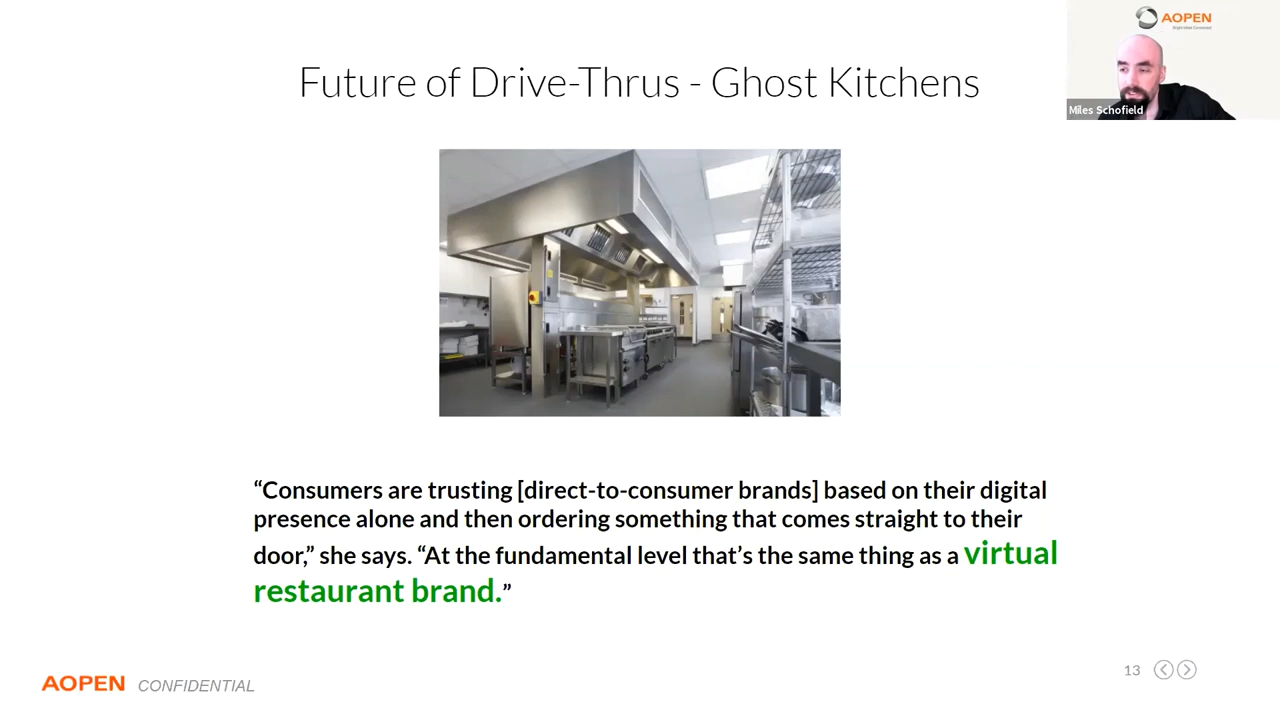 AOPEN
Future of Drive-Thrus - Ghost Kitchens
Miles Schofield
“Consumers are trusting [direct-to-consumer brands] based on their digital
presence alone and then ordering something that comes straight to their
door,” she says. “At the fundamental level that’s the same thing as a virtual
restaurant brand.”
AOPEN CONFIDENTIAL
13